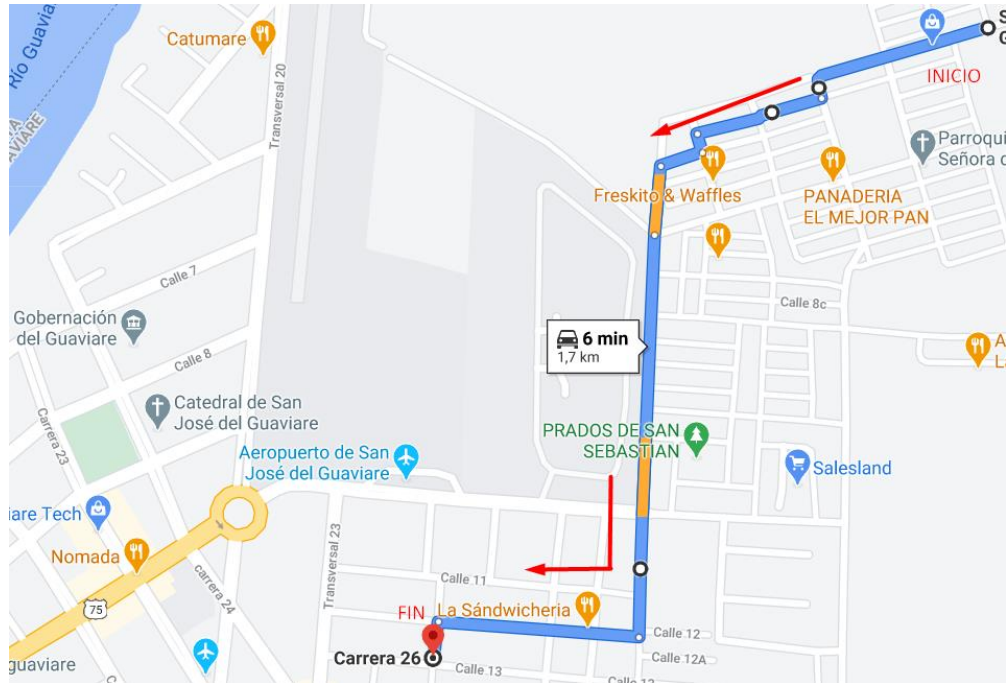 Río Guaviare
Catumare
Transversal 20
INICIO
Parroqui
Señora d
Freskito & Waffles
PANADERIA
EL MEJOR PAN
Calle 7
Calle 8c
Gobernación
del Guaviare
6 min
1,7 km
Calle 8
Catedral de San
José del Guaviare
Carrera 23
PRADOS DE SAN
SEBASTIAN
Aeropuerto de San
José del Guaviare
Salesland
iare Tech
Nomada
Transversal 23
carrera 24
Calle 11
75
FIN
La Sándwicheria
Calle 12
Carrera 26
Calle 12A
Calle 13
guaviare